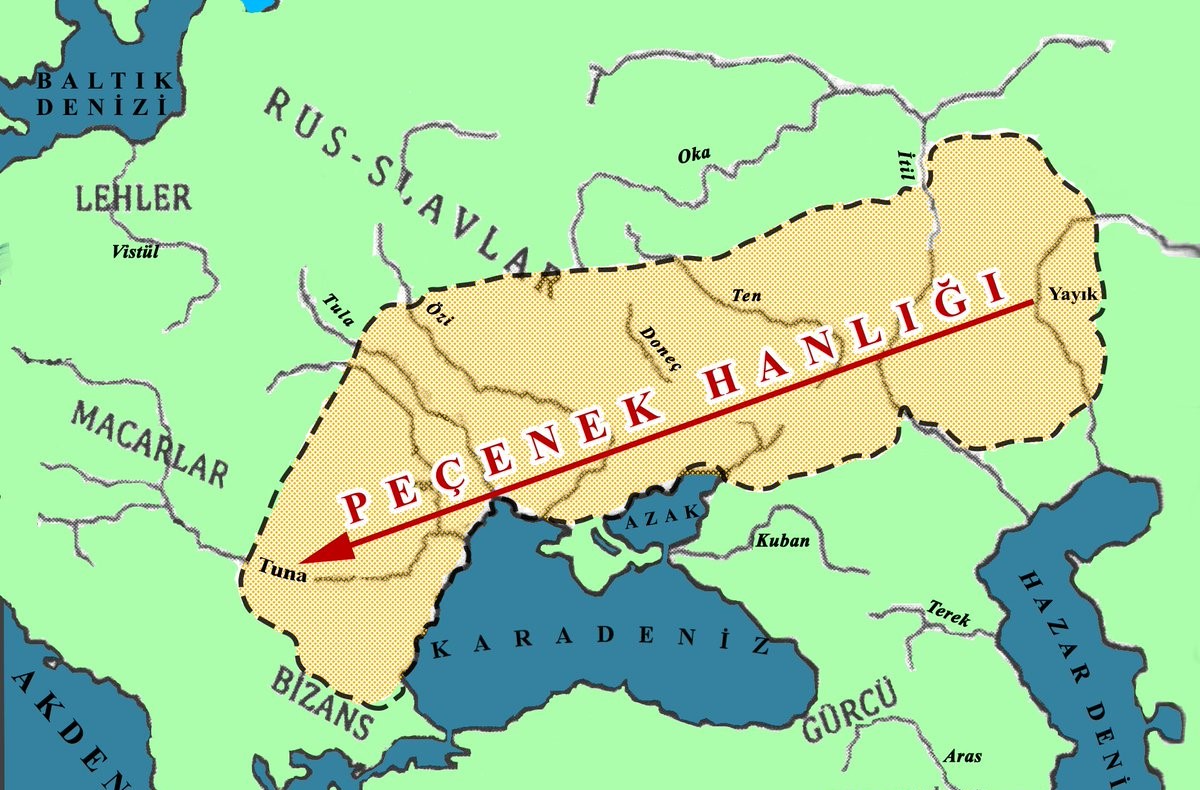 BALTIK
DENİZİ
RUS-SLAVLAR
Oka
İtil
LEHLER
Vistül
Tula
Özi
Ten
Doneç
Yayık
PEÇENEK HANLIĞI
MACARLAR
Tuna
AZAK
Kuban
KARADENİZ
Terek
HAZAR DENİ
BİZANS
GÜRCÜ
AKDEN
Aras